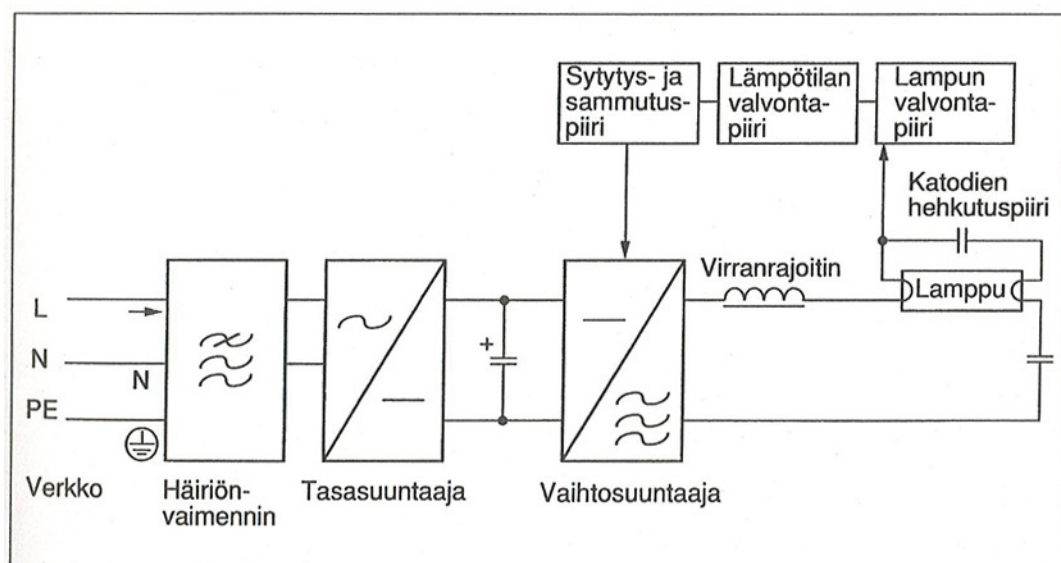 Sytytys- ja
sammutus-
piiri
Lämpötilan
valvonta-
piiri
Lampun
valvonta-
piiri
Katodien
hehkutuspiiri
Virranrajoitin
Lamppu
L
N
N
PE
+
Verkko
Häiriön-
vaimennin
Tasasuuntaaja
Vaihtosuuntaaja